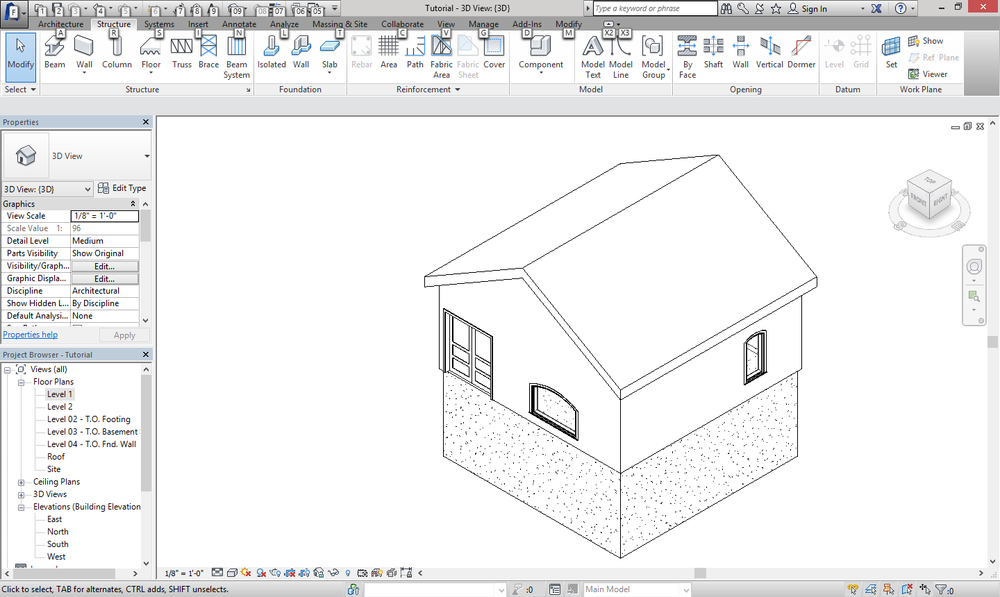 F
1 2 3 4 5 6 7 8 9 09 08 07 06 05
Tutorial - 3D View: {3D}
Type a keyword or phrase
Sign In
Architecture Structure Systems Insert Annotate Analyze Massing & Site Collaborate View Manage Add-Ins Modify
A R S I N L T C V G D M X2 X3
Modify
Select
Beam
Wall
Column
Floor
Truss
Brace
Beam System
Structure
Isolated
Wall
Slab
Foundation
Rebar
Area
Path
Fabric Area
Fabric Sheet
Cover
Reinforcement
Component
Model Text
Model Line
Model Group
Model
By Face
Shaft
Wall
Vertical
Dormer
Opening
Level
Grid
Datum
Set
Show
Ref Plane
Viewer
Work Plane
Properties
3D View
3D View: {3D}
Edit Type
Graphics
View Scale 1/8" = 1'-0"
Scale Value 1: 96
Detail Level Medium
Parts Visibility Show Original
Visibility/Graph... Edit...
Graphic Displa... Edit...
Discipline Architectural
Show Hidden L... By Discipline
Default Analysi... None
Properties help
Apply
Project Browser - Tutorial
Views (all)
Floor Plans
Level 1
Level 2
Level 02 - T.O. Footing
Level 03 - T.O. Basement
Level 04 - T.O. Fnd. Wall
Roof
Site
Ceiling Plans
3D Views
Elevations (Building Elevation
East
North
South
West
TOP
FRONT
RIGHT
1/8" = 1'-0"
Click to select, TAB for alternates, CTRL adds, SHIFT unselects.
:0
Main Model
:0